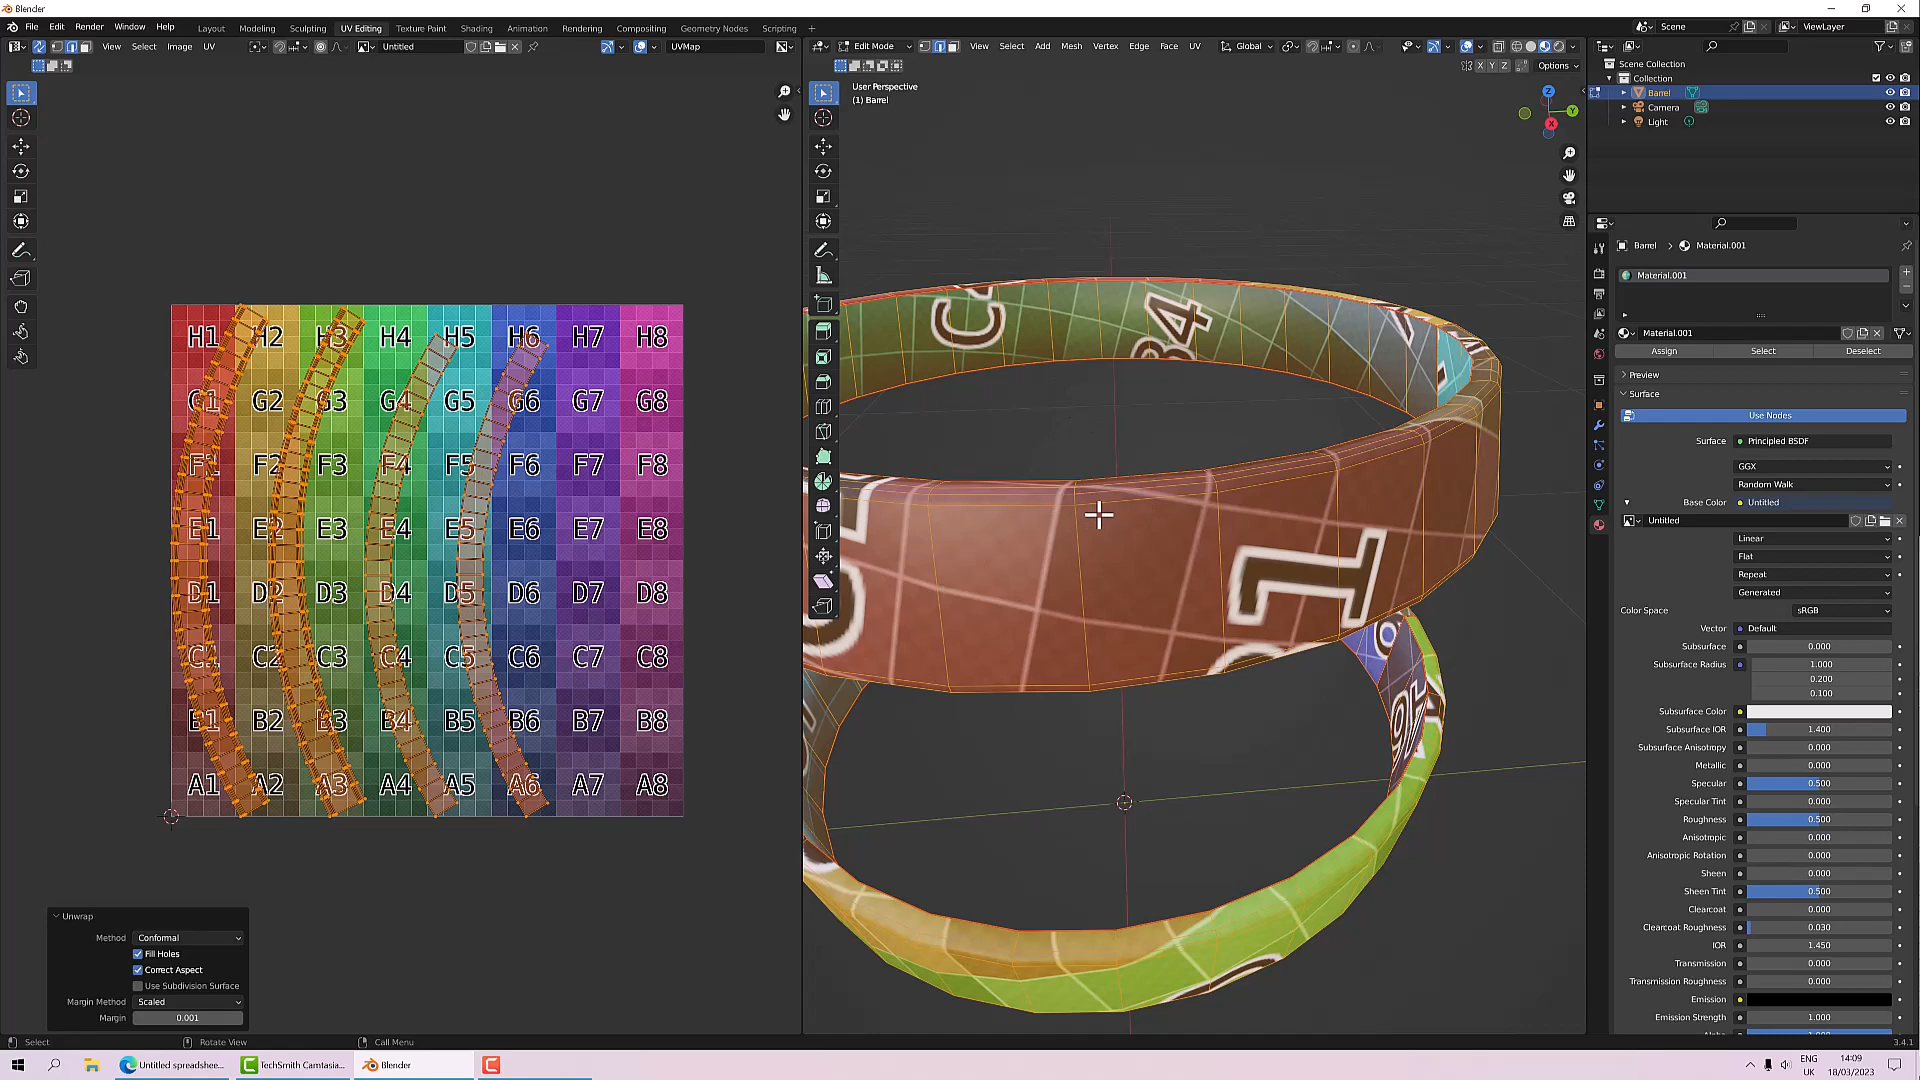 Blender
File Edit Render Window Help
Layout Modeling Sculpting UV Editing Texture Paint Shading Animation Rendering Compositing Geometry Nodes Scripting +
Scene ViewLayer
View Select Image UV Untitled UVMap
Edit Mode View Select Add Mesh Vertex Edge Face UV Global
X Y Z Options
User Perspective
(1) Barrel
Z Y X
Scene Collection
Collection
Barrel
Camera
Light
Barrel > Material.001
Material.001
Material.001
Assign Select Deselect
Preview
Surface
Use Nodes
Surface Principled BSDF
GGX
Random Walk
Base Color Untitled
Untitled
Linear
Flat
Repeat
Generated
Color Space sRGB
Vector Default
Subsurface 0.000
Subsurface Radius 1.000
0.200
0.100
Subsurface Color
Subsurface IOR 1.400
Subsurface Anisotropy 0.000
Metallic 0.000
Specular 0.500
Specular Tint 0.000
Roughness 0.500
Anisotropic 0.000
Anisotropic Rotation 0.000
Sheen 0.000
Sheen Tint 0.500
Clearcoat 0.000
Clearcoat Roughness 0.030
IOR 1.450
Transmission 0.000
Transmission Roughness 0.000
Emission
Emission Strength 1.000
H1 H2 H3 H4 H5 H6 H7 H8
G1 G2 G3 G4 G5 G6 G7 G8
F1 F2 F3 F4 F5 F6 F7 F8
E1 E2 E3 E4 E5 E6 E7 E8
D1 D2 D3 D4 D5 D6 D7 D8
C1 C2 C3 C4 C5 C6 C7 C8
B1 B2 B3 B4 B5 B6 B7 B8
A1 A2 A3 A4 A5 A6 A7 A8
Unwrap
Method Conformal
Fill Holes
Correct Aspect
Use Subdivision Surface
Margin Method Scaled
Margin 0.001
Select Rotate View Call Menu 3.4.1
Untitled spreadshee... TechSmith Camtasia... Blender
ENG
UK
14:09
18/03/2023